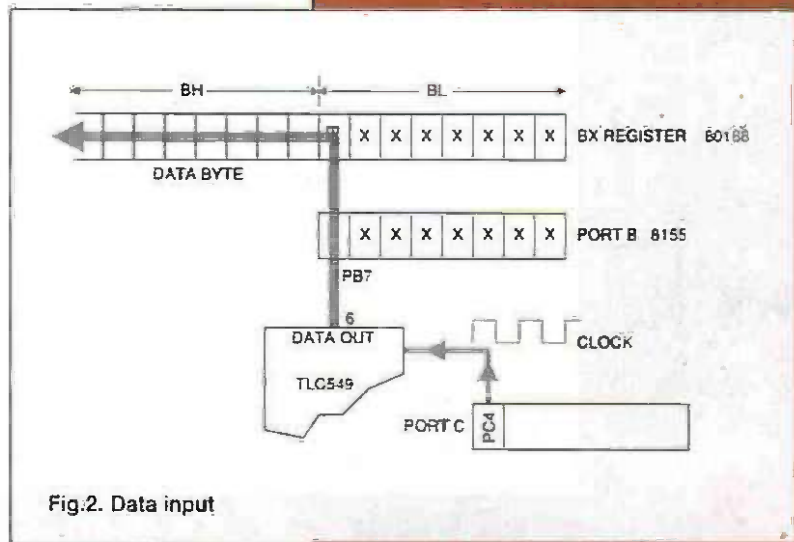 BH BL
X X X X X X X X BX REGISTER 80188
DATA BYTE
X X X X X X X PORT B 8155
PB7
6
DATA OUT
CLOCK
TLC549
PORT C PC4
Fig.2. Data input